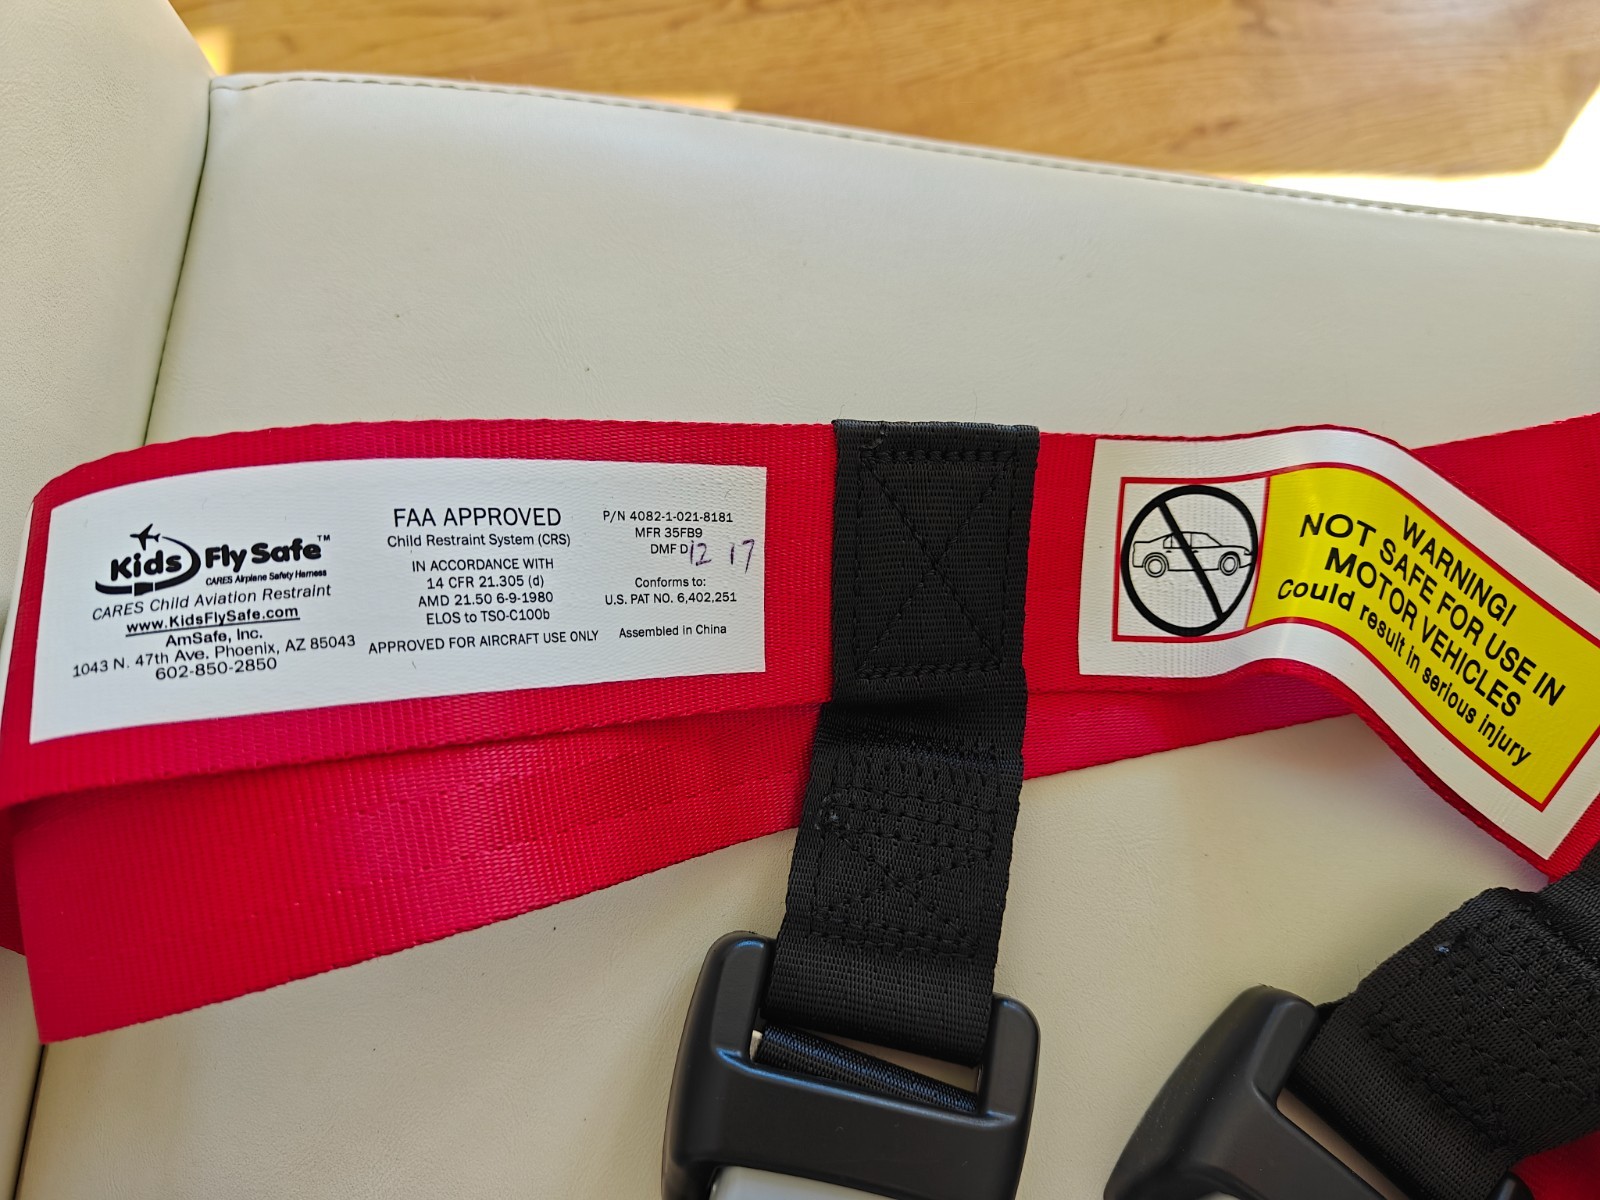 Kids Fly Safe™
CARES Airplane Safety Harness
CARES Child Aviation Restraint
www.KidsFlySafe.com
AmSafe, Inc.
1043 N. 47th Ave. Phoenix, AZ 85043
602-850-2850
FAA APPROVED
Child Restraint System (CRS)
IN ACCORDANCE WITH
14 CFR 21.305 (d)
AMD 21.50 6-9-1980
ELOS to TSO-C100b
APPROVED FOR AIRCRAFT USE ONLY
P/N 4082-1-021-8181
MFR 35FB9
DMF D 12 17
Conforms to:
U.S. PAT NO. 6,402,251
Assembled in China
WARNING!
NOT SAFE FOR USE IN
MOTOR VEHICLES
Could result in serious injury